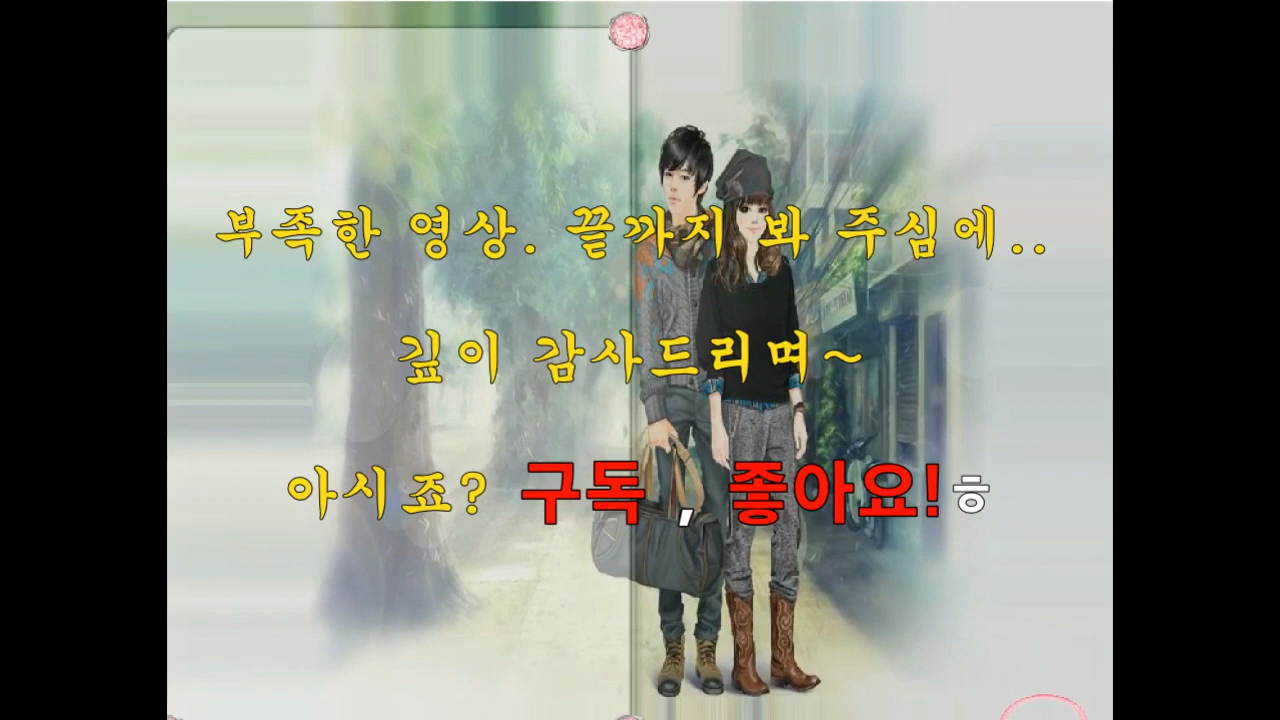 부족한 영상. 끝까지 봐 주심에..
깊이 감사드리며~
아시죠? 구독 , 좋아요!ㅎ